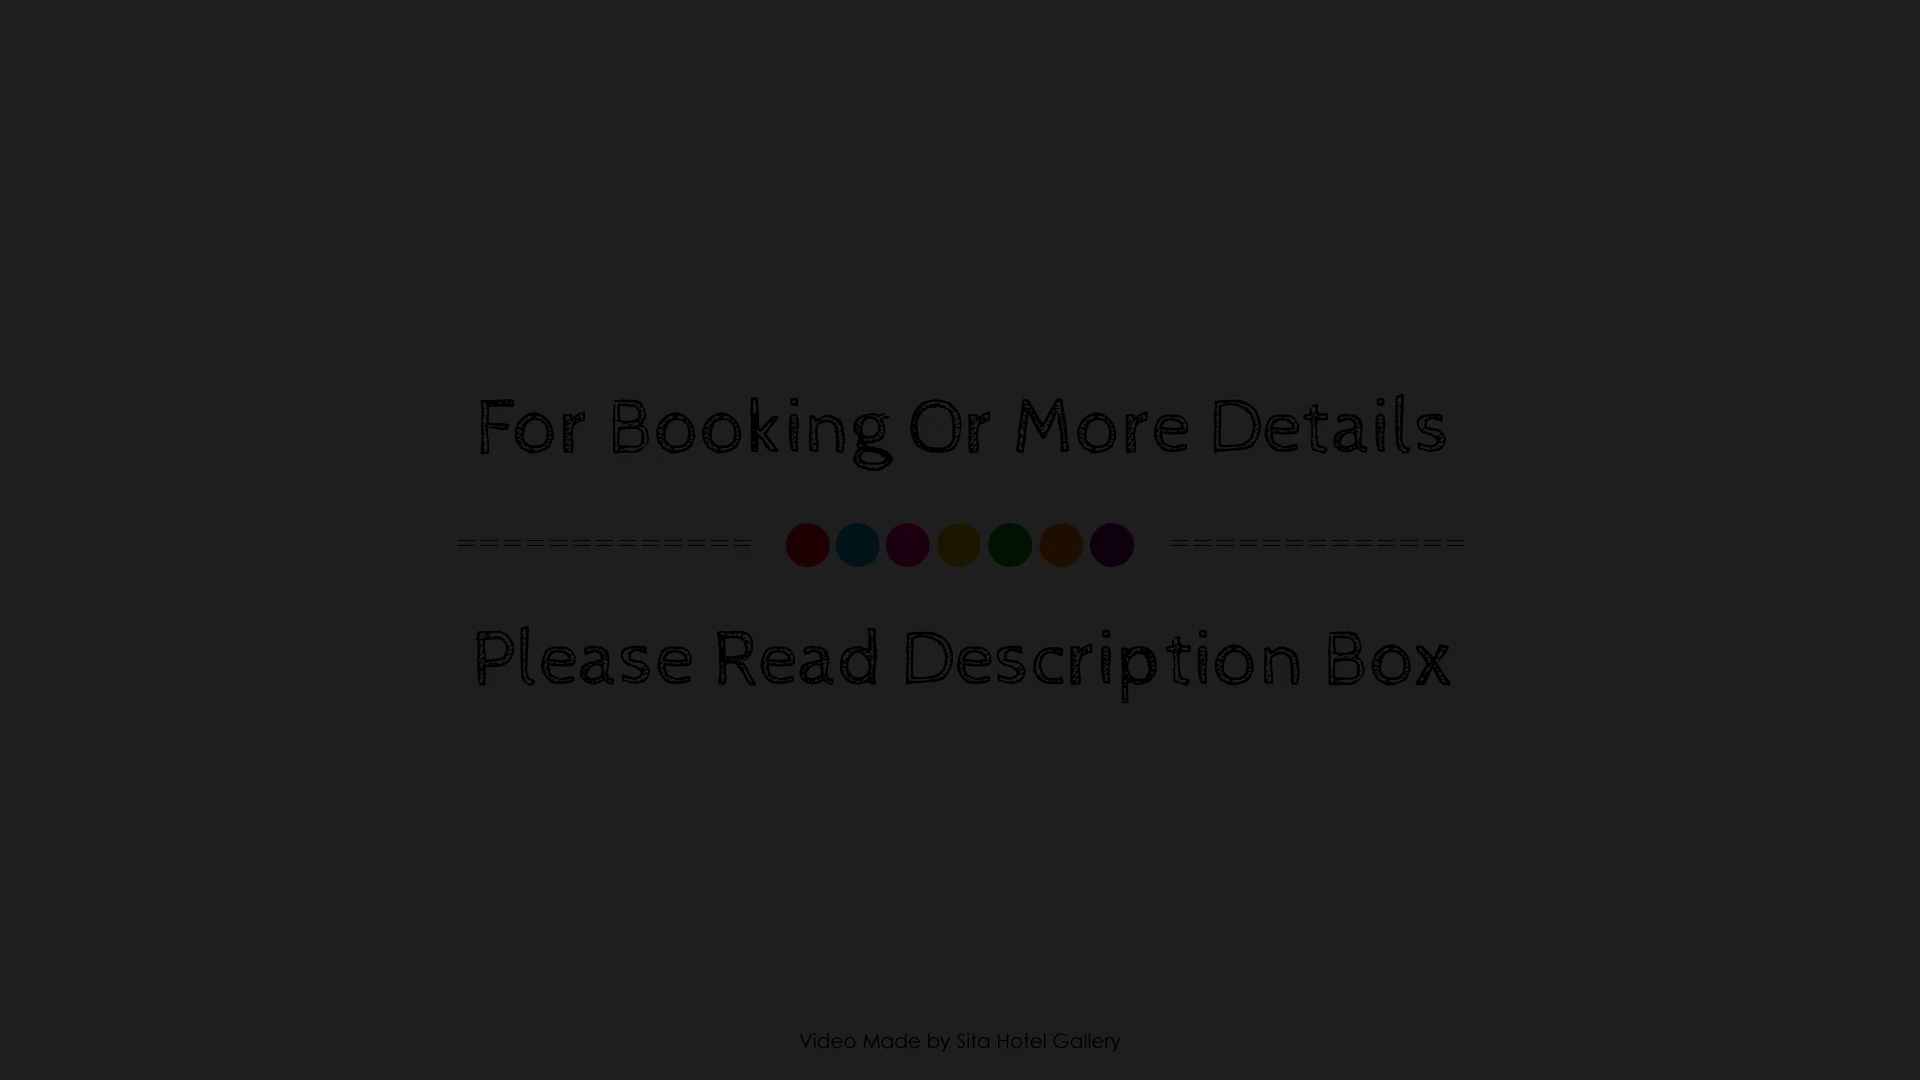 For Booking Or More Details
============= =============
Please Read Description Box
Video Made by Sita Hotel Gallery